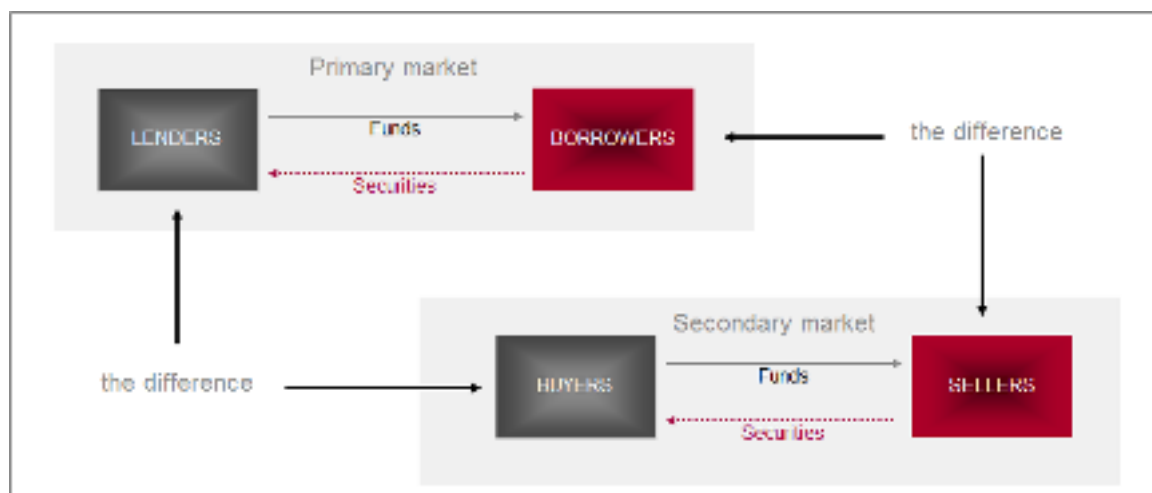 Primary market
LENDERS
Funds
BORROWERS
the difference
Securities
Secondary market
BUYERS
Funds
SELLERS
the difference
Securities